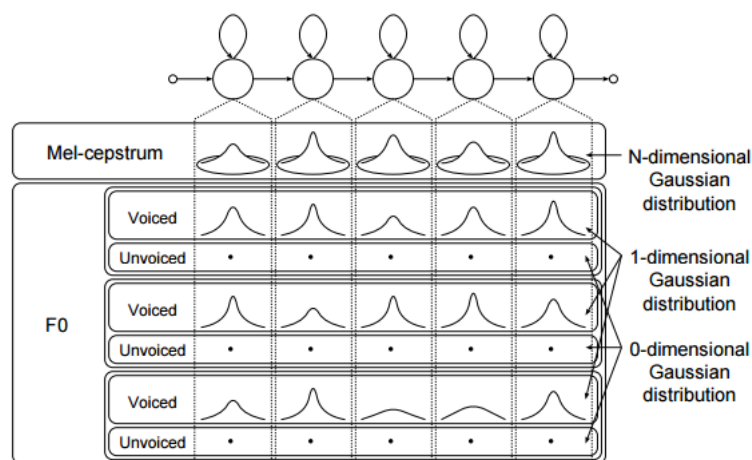 Mel-cepstrum
N-dimensional
Gaussian
distribution
F0
Voiced
Unvoiced
Voiced
Unvoiced
Voiced
Unvoiced
1-dimensional
Gaussian
distribution
0-dimensional
Gaussian
distribution